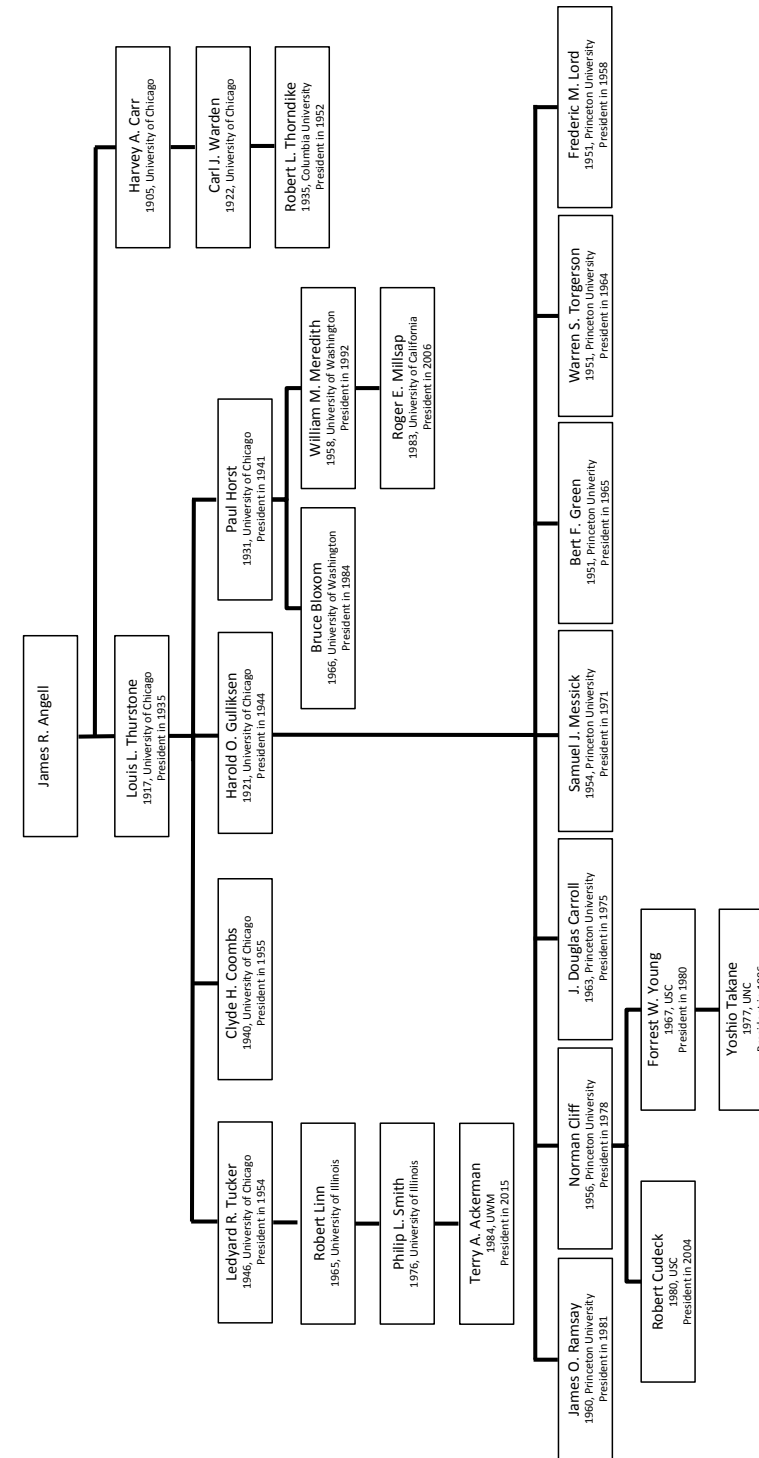 James R. Angell
Louis L. Thurstone
1917, University of Chicago
President in 1935
Harvey A. Carr
1905, University of Chicago
Carl J. Warden
1922, University of Chicago
Robert L. Thorndike
1935, Columbia University
President in 1952
Ledyard R. Tucker
1946, University of Chicago
President in 1954
Clyde H. Coombs
1940, University of Chicago
President in 1955
Harold O. Gulliksen
1921, University of Chicago
President in 1944
Paul Horst
1931, University of Chicago
President in 1941
Robert Linn
1965, University of Illinois
Philip L. Smith
1976, University of Illinois
Terry A. Ackerman
1984, UWM
President in 2015
Bruce Bloxom
1966, University of Washington
President in 1984
William M. Meredith
1958, University of Washington
President in 1992
Roger E. Millsap
1983, University of California
President in 2006
James O. Ramsay
1960, Princeton University
President in 1981
Norman Cliff
1956, Princeton University
President in 1978
J. Douglas Carroll
1963, Princeton University
President in 1975
Samuel J. Messick
1954, Princeton University
President in 1971
Bert F. Green
1951, Princeton Univerity
President in 1965
Warren S. Torgerson
1951, Princeton University
President in 1964
Frederic M. Lord
1951, Princeton University
President in 1958
Robert Cudeck
1980, USC
President in 2004
Forrest W. Young
1967, USC
President in 1980
Yoshio Takane
1977, UNC